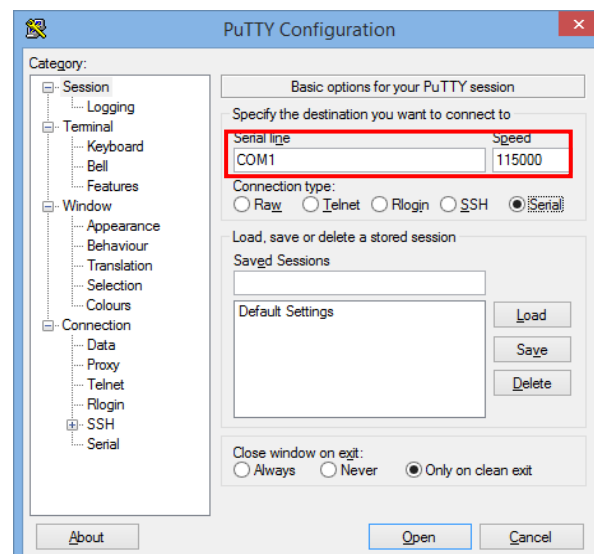 PuTTY Configuration
Category:
Session
Logging
Terminal
Keyboard
Bell
Features
Window
Appearance
Behaviour
Translation
Selection
Colours
Connection
Data
Proxy
Telnet
Rlogin
SSH
Serial
Basic options for your PuTTY session
Specify the destination you want to connect to
Serial line Speed
COM1 115000
Connection type:
Raw Telnet Rlogin SSH Serial
Load, save or delete a stored session
Saved Sessions
Default Settings
Load
Save
Delete
Close window on exit:
Always Never Only on clean exit
About Open Cancel